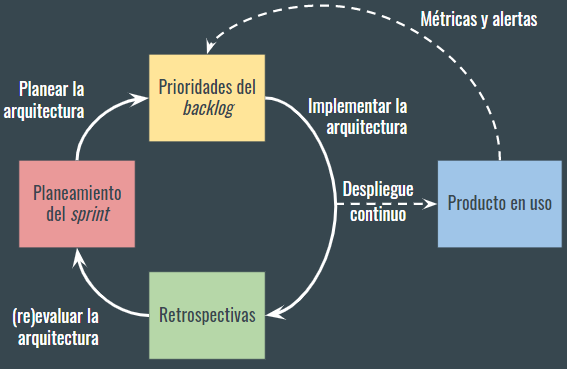 Métricas y alertas
Planear la
arquitectura
Prioridades del
backlog
Implementar la
arquitectura
Planeamiento
del sprint
Despliegue
continuo
Producto en uso
(re)evaluar la
arquitectura
Retrospectivas